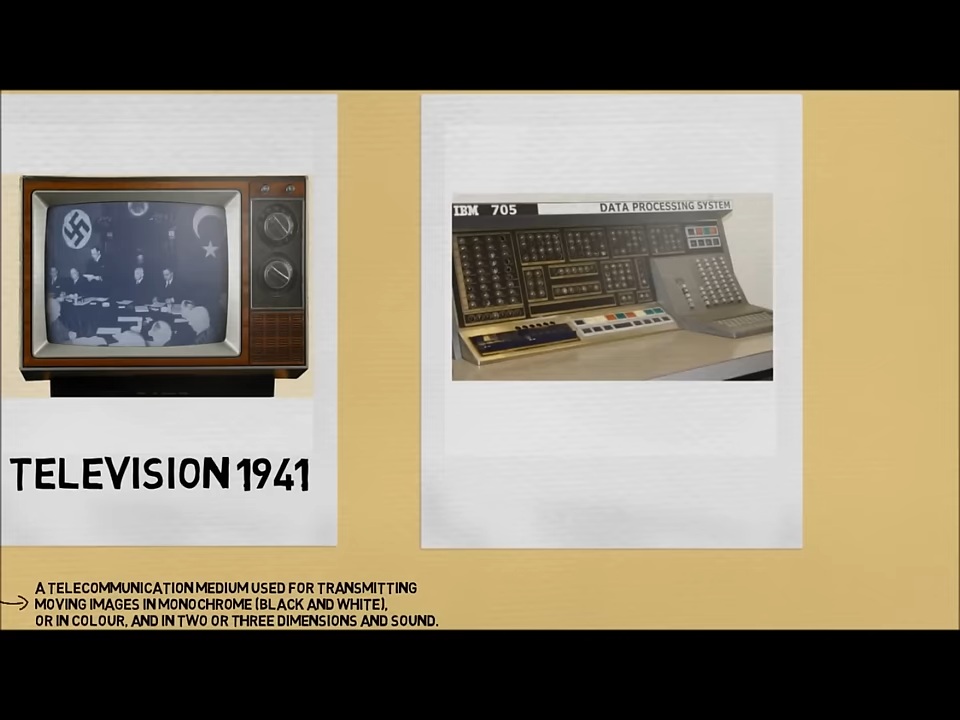 IBM 705 DATA PROCESSING SYSTEM
TELEVISION 1941
A TELECOMMUNICATION MEDIUM USED FOR TRANSMITTING
MOVING IMAGES IN MONOCHROME (BLACK AND WHITE),
OR IN COLOUR, AND IN TWO OR THREE DIMENSIONS AND SOUND.